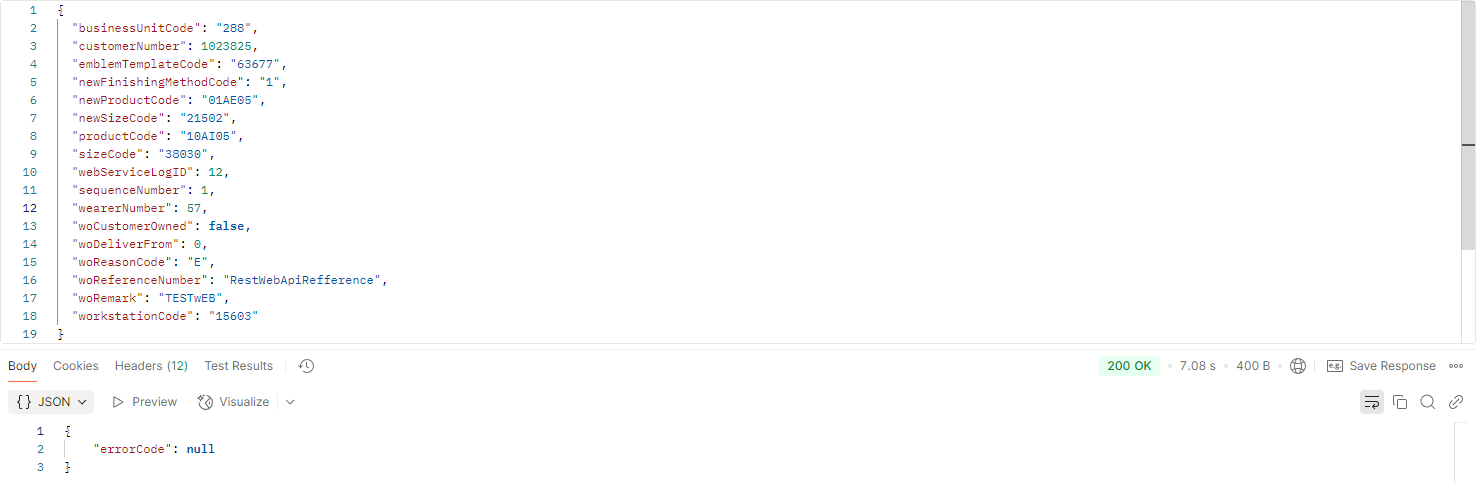 1 {
2 "businessUnitCode": "288",
3 "customerNumber": 1023825,
4 "emblemTemplateCode": "63677",
5 "newFinishingMethodCode": "1",
6 "newProductCode": "01AE05",
7 "newSizeCode": "21502",
8 "productCode": "10AI05",
9 "sizeCode": "38030",
10 "webServiceLogID": 12,
11 "sequenceNumber": 1,
12 "wearerNumber": 57,
13 "woCustomerOwned": false,
14 "woDeliverFrom": 0,
15 "woReasonCode": "E",
16 "woReferenceNumber": "RestWebApiRefference",
17 "woRemark": "TESTwEB",
18 "workstationCode": "15603"
19 }
Body Cookies Headers (12) Test Results 200 OK • 7.08 s • 400 B e.g. Save Response
{} JSON Preview Visualize
1 {
2 "errorCode": null
3 }